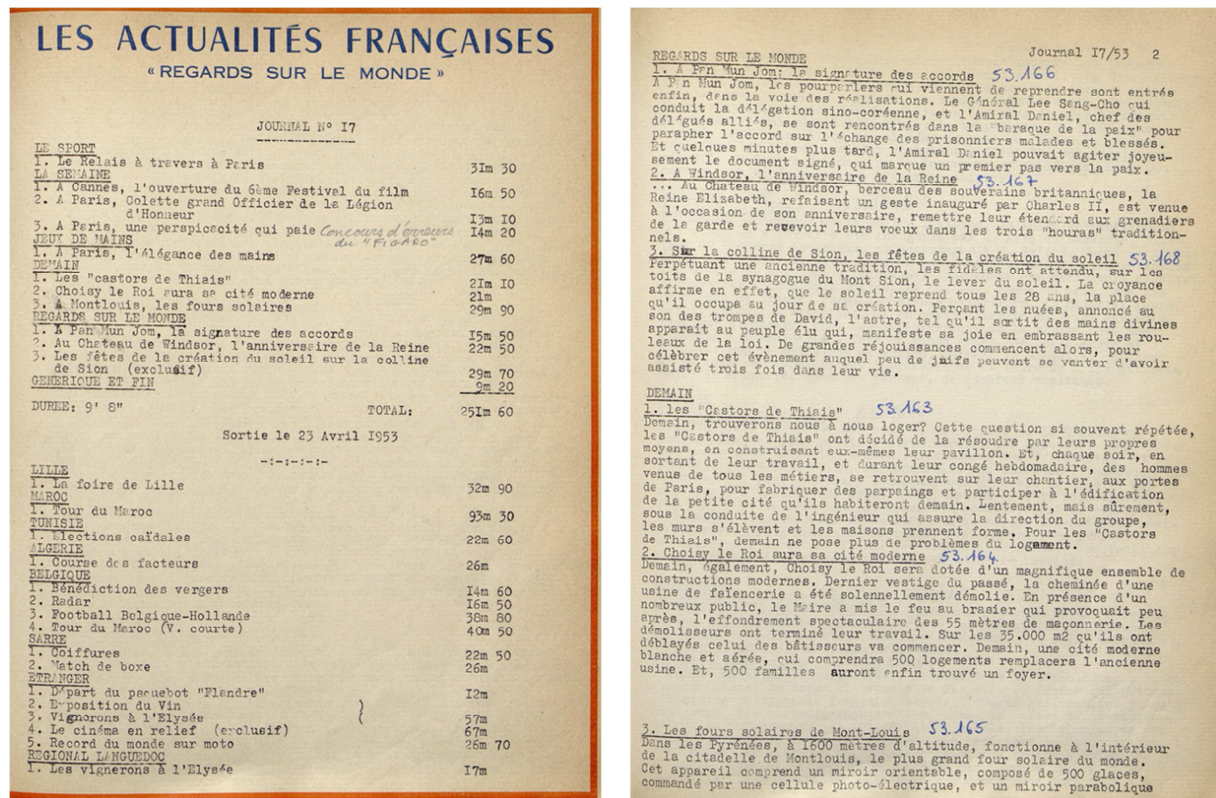 LES ACTUALITÉS FRANÇAISES
« REGARDS SUR LE MONDE »
JOURNAL N° I7
LE SPORT
1. Le Relais à travers à Paris 3Im 30
LA SEMAINE
1. A Cannes, l'ouverture du 6ème Festival du film I6m 50
2. A Paris, Colette grand Officier de la Légion
d'Honneur I3m I0
3. A Paris, une perspicacité qui paie Concours d'erreurs I4m 20
du "FIGARO"
JEUX DE MAINS
1. A Paris, l'élégance des mains 27m 60
DEMAIN
1. Les "castors de Thiais" 2Im I0
2. Choisy le Roi aura sa cité moderne 21m
3. A Montlouis, les fours solaires 29m 90
REGARDS SUR LE MONDE
1. A Pan Mun Jom, la signature des accords I5m 50
2. Au Chateau de Windsor, l'anniversaire de la Reine 22m 50
3. Les fêtes de la création du soleil sur la colline
de Sion (exclusif) 29m 70
GENERIQUE ET FIN 9m 20
DUREE: 9' 8" TOTAL: 25Im 60
Sortie le 23 Avril I953
-:-:-:-:-
LILLE
1. La foire de Lille 32m 90
MAROC
1. Tour du Maroc 93m 30
TUNISIE
1. Elections caïdales 22m 60
ALGERIE
1. Course des facteurs 26m
BELGIQUE
1. Bénédiction des vergers I4m 60
2. Radar I6m 50
3. Football Belgique-Hollande 38m 80
4. Tour du Maroc (V. courte) 40m 50
SARRE
1. Coiffures 22m 50
2. Match de boxe 26m
ETRANGER
1. Départ du paquebot "Flandre" I2m
2. Exposition du Vin
3. Vignerons à l'Elysée 57m
4. Le cinéma en relief (exclusif) 67m
5. Record du monde sur moto 26m 70
REGIONAL LANGUEDOC
1. Les vignerons à l'Elysée I7m
Journal I7/53 2
REGARDS SUR LE MONDE
1. A Pan Mun Jom: la signature des accords 53.166
A Pan Mun Jom, les pourparlers qui viennent de reprendre sont entrés
enfin, dans la voie des réalisations. Le Général Lee Sang-Cho qui
conduit la délégation sino-coréenne, et l'Amiral Daniel, chef des
délégués alliés, se sont rencontrés dans la "baraque de la paix" pour
parapher l'accord sur l'échange des prisonniers malades et blessés.
Et quelques minutes plus tard, l'Amiral Daniel pouvait agiter joyeu-
sement le document signé, qui marque un premier pas vers la paix.
2. A Windsor, l'anniversaire de la Reine 53.167
... Au Chateau de Windsor, berceau des souverains britanniques, la
Reine Elizabeth, refaisant un geste inauguré par Charles II, est venue
à l'occasion de son anniversaire, remettre leur étendard aux grenadiers
de la garde et recevoir leurs voeux dans les trois "houras" tradition-
nels.
3. Sur la colline de Sion, les fêtes de la création du soleil 53.168
Perpétuant une ancienne tradition, les fidèles ont attendu, sur les
toits de la synagogue du Mont Sion, le lever du soleil. La croyance
affirme en effet, que le soleil reprend tous les 28 ans, la place
qu'il occupa au jour de sa création. Perçant les nuées, annoncé au
son des trompes de David, l'astre, tel qu'il sortit des mains divines
apparait au peuple élu qui, manifeste sa joie en embrassant les rou-
leaux de la loi. De grandes réjouissances commencent alors, pour
célébrer cet évènement auquel peu de juifs peuvent se vanter d'avoir
assisté trois fois dans leur vie.
DEMAIN
1. les "Castors de Thiais" 53.163
Demain, trouverons nous à nous loger? Cette question si souvent répétée,
les "Castors de Thiais" ont décidé de la résoudre par leurs propres
moyens, en construisant eux-mêmes leur pavillon. Et, chaque soir, en
sortant de leur travail, et durant leur congé hebdomadaire, des hommes
venus de tous les métiers, se retrouvent sur leur chantier, aux portes
de Paris, pour fabriquer des parpaings et participer à l'édification
de la petite cité qu'ils habiteront demain. Lentement, mais sûrement,
sous la conduite de l'ingénieur qui assure la direction du groupe,
les murs s'élèvent et les maisons prennent forme. Pour les "Castors
de Thiais", demain ne pose plus de problèmes du logement.
2. Choisy le Roi aura sa cité moderne 53.164
Demain, également, Choisy le Roi sera dotée d'un magnifique ensemble de
constructions modernes. Dernier vestige du passé, la cheminée d'une
usine de faïencerie a été solennellement démolie. En présence d'un
nombreux public, le Maire a mis le feu au brasier qui provoquait peu
après, l'effondrement spectaculaire des 55 mètres de maçonnerie. Les
démolisseurs ont terminé leur travail. Sur les 35.000 m2 qu'ils ont
déblayés celui des bâtisseurs va commencer. Demain, une cité moderne
blanche et aérée, qui comprendra 500 logements remplacera l'ancienne
usine. Et, 500 familles auront enfin trouvé un foyer.
3. Les fours solaires de Mont-Louis 53.165
Dans les Pyrénées, à 1600 mètres d'altitude, fonctionne à l'intérieur
de la citadelle de Montlouis, le plus grand four solaire du monde.
Cet appareil comprend un miroir orientable, composé de 500 glaces,
commandé par une cellule photo-électrique, et un miroir parabolique